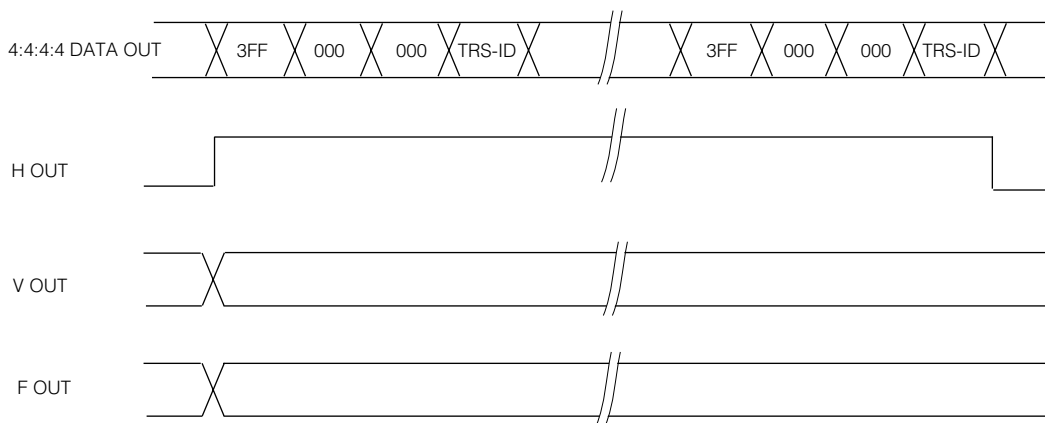 4:4:4:4 DATA OUT 3FF 000 000 TRS-ID 3FF 000 000 TRS-ID
H OUT
V OUT
F OUT